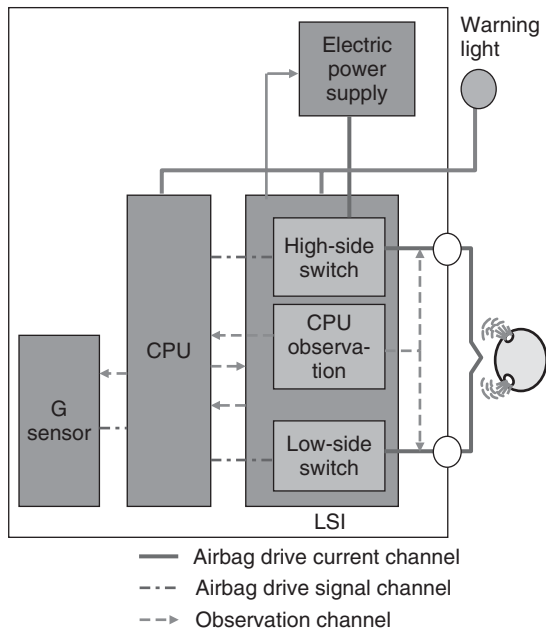 Warning
light
Electric
power
supply
High-side
switch
CPU
CPU
observa-
tion
G
sensor
Low-side
switch
LSI
Airbag drive current channel
Airbag drive signal channel
Observation channel